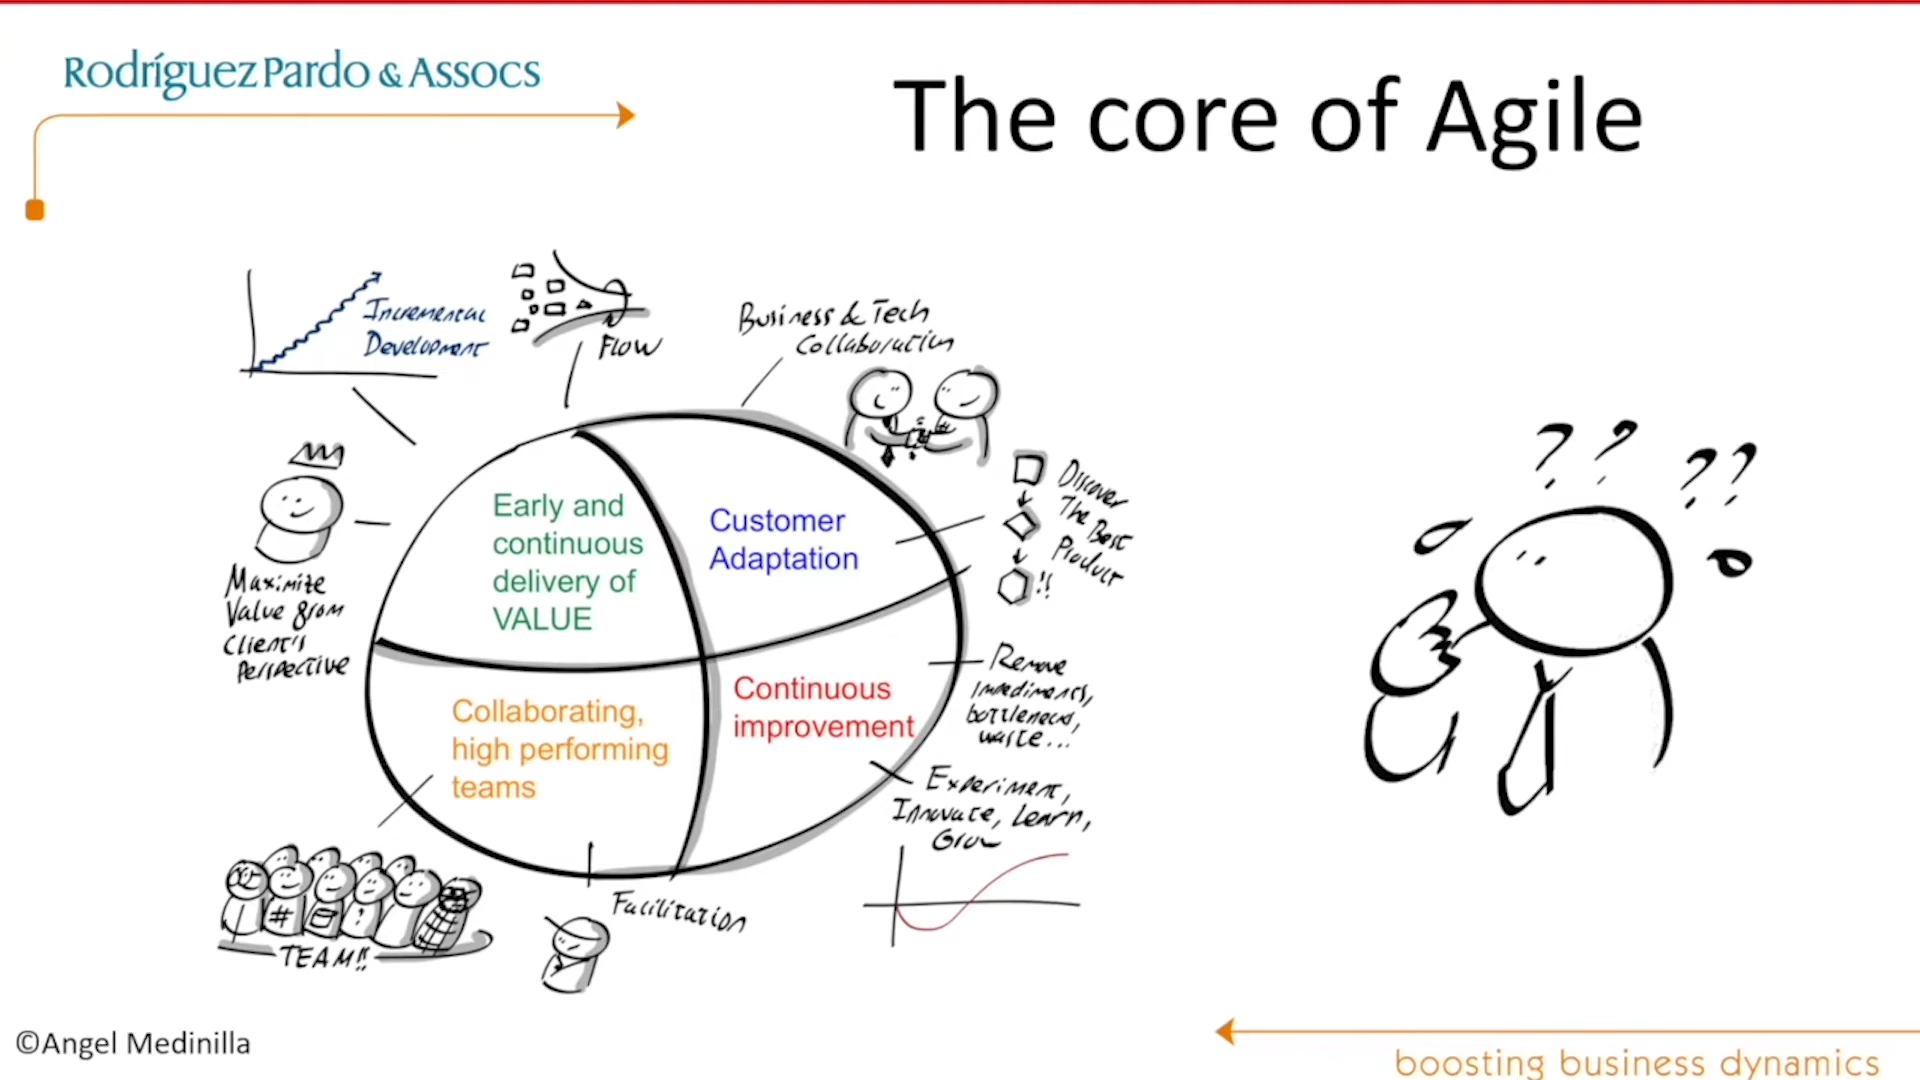 Rodríguez Pardo & Assocs
The core of Agile
Incremental
Development
Flow
Business & Tech
Collaboration
Discover
The Best
Product
!!
Maximize
Value from
Client's
Perspective
Early and
continuous
delivery of
VALUE
Customer
Adaptation
Collaborating,
high performing
teams
Continuous
improvement
Remove
Impediments,
bottleneck,
waste...
Experiment,
Innovate, Learn,
Grow
Facilitation
#
TEAM!!
? ? ??
©Angel Medinilla
boosting business dynamics